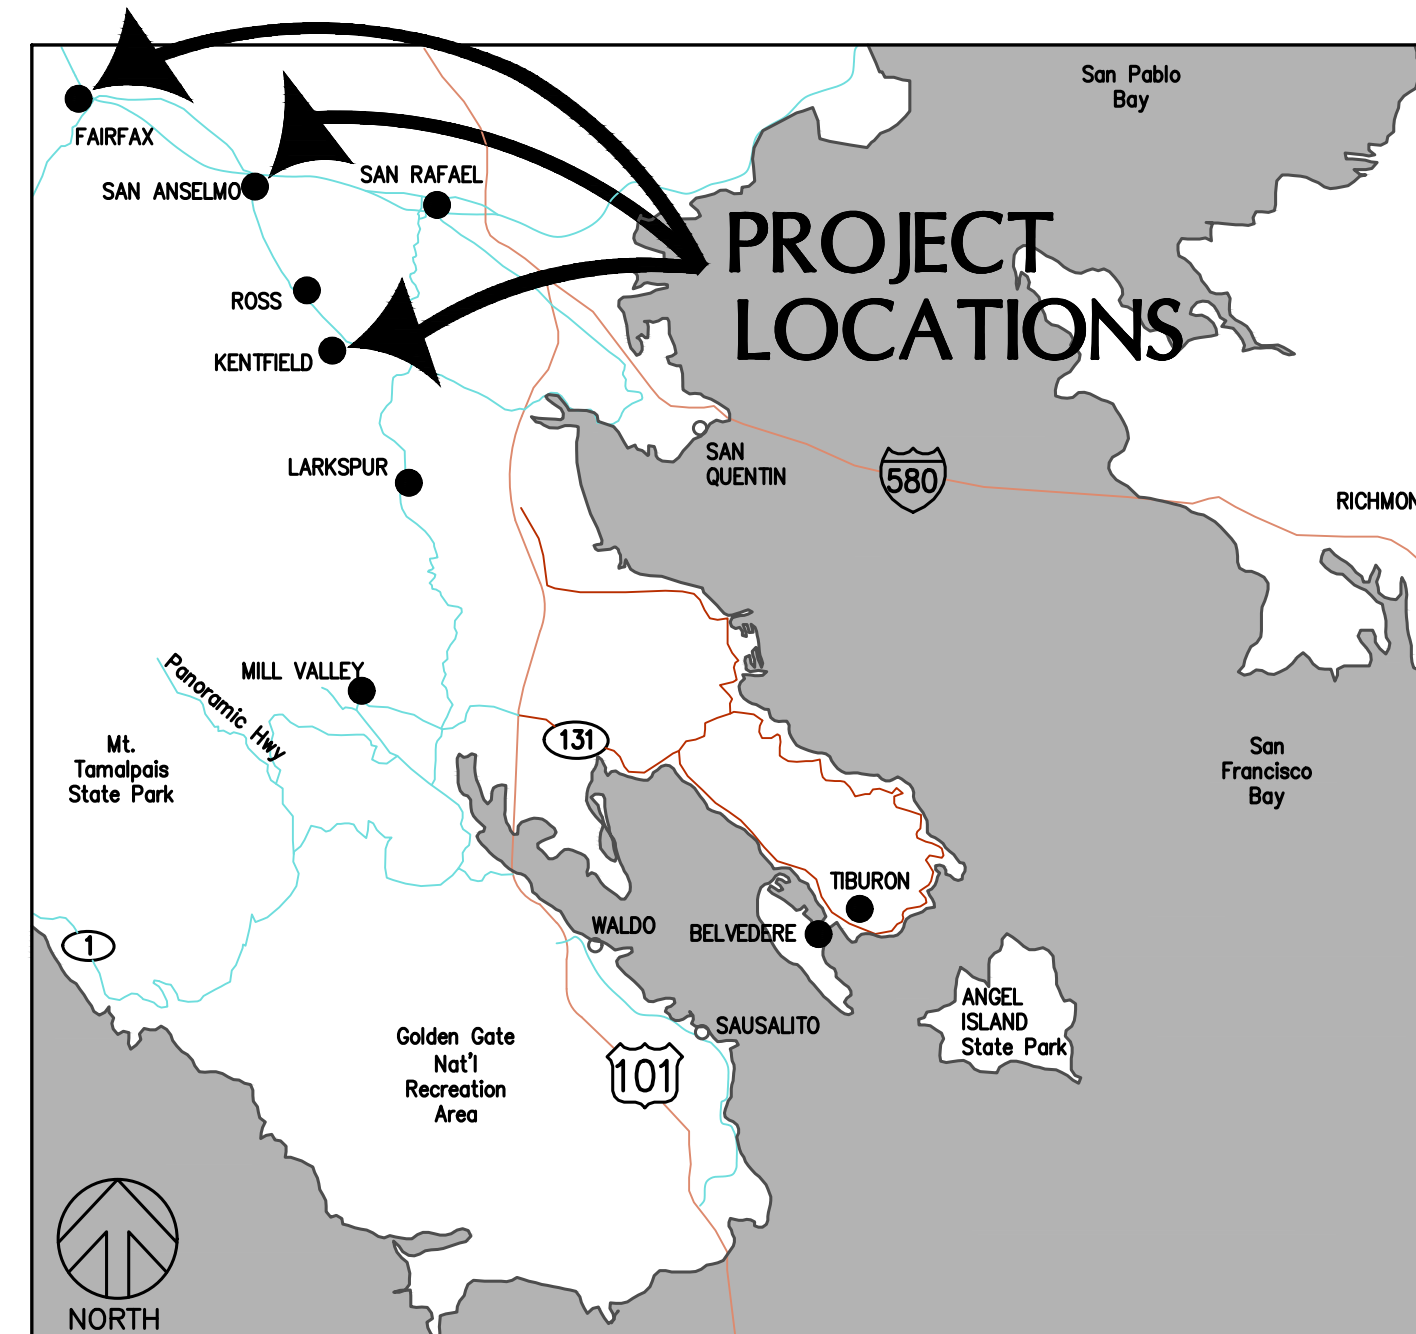 San Pablo
Bay
FAIRFAX
SAN RAFAEL
SAN ANSELMO
PROJECT
LOCATIONS
ROSS
KENTFIELD
SAN
QUENTIN
LARKSPUR
580
RICHMON
Panoramic Hwy
MILL VALLEY
131
Mt.
Tamalpais
State Park
San
Francisco
Bay
TIBURON
WALDO
BELVEDERE
1
ANGEL
ISLAND
State Park
SAUSALITO
Golden Gate
Nat'l
Recreation
Area
101
NORTH